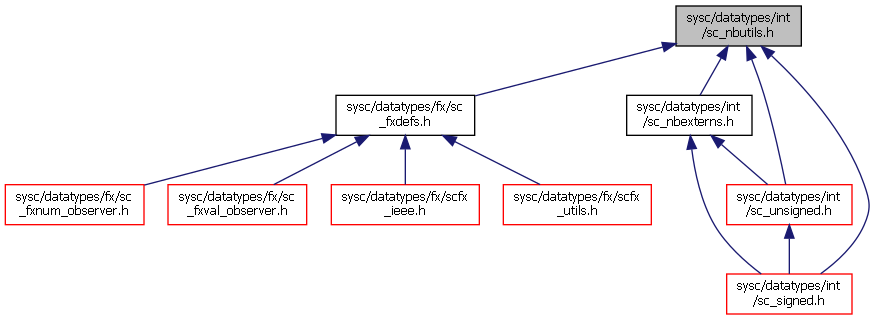 sysc/datatypes/int
/sc_nbutils.h
sysc/datatypes/fx/sc
_fxdefs.h
sysc/datatypes/int
/sc_nbexterns.h
sysc/datatypes/fx/sc
_fxnum_observer.h
sysc/datatypes/fx/sc
_fxval_observer.h
sysc/datatypes/fx/scfx
_ieee.h
sysc/datatypes/fx/scfx
_utils.h
sysc/datatypes/int
/sc_unsigned.h
sysc/datatypes/int
/sc_signed.h